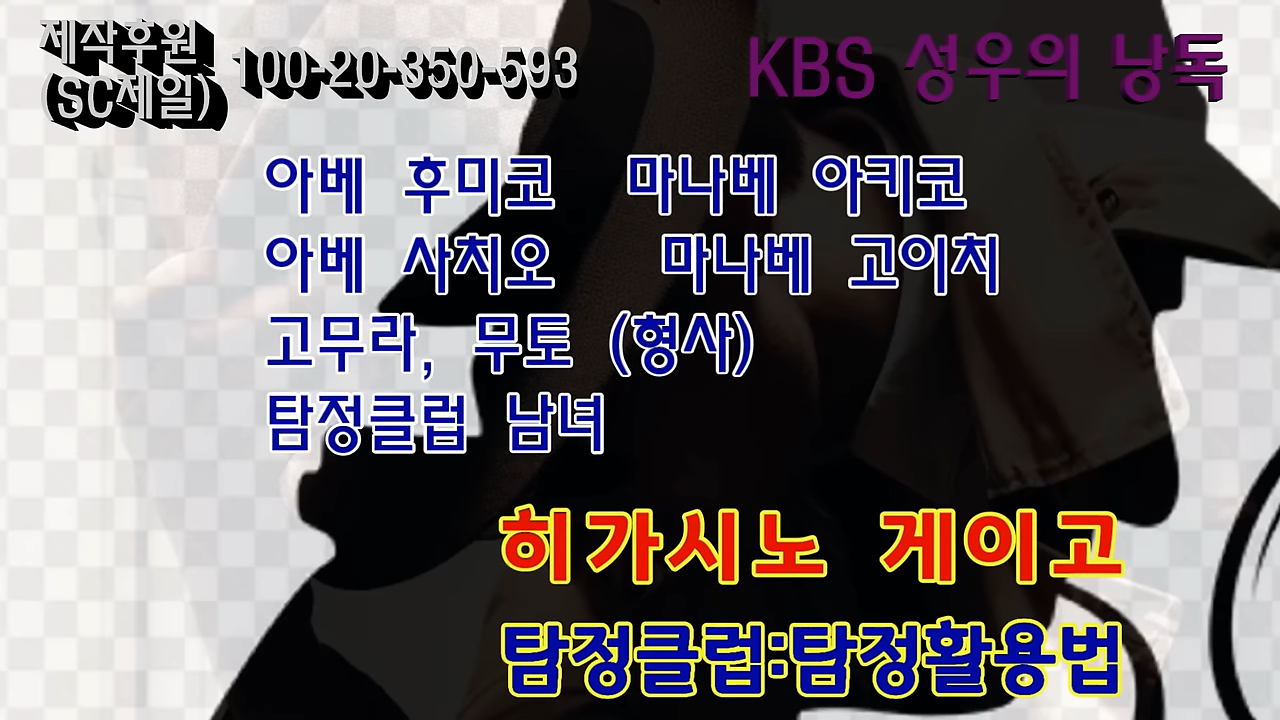 제작후원
(SC제일) 100-20-350-593
KBS 성우의 낭독
아베 후미코 마나베 아키코
아베 사치오 마나베 고이치
고무라, 무토 (형사)
탐정클럽 남녀
히가시노 게이고
탐정클럽:탐정활용법